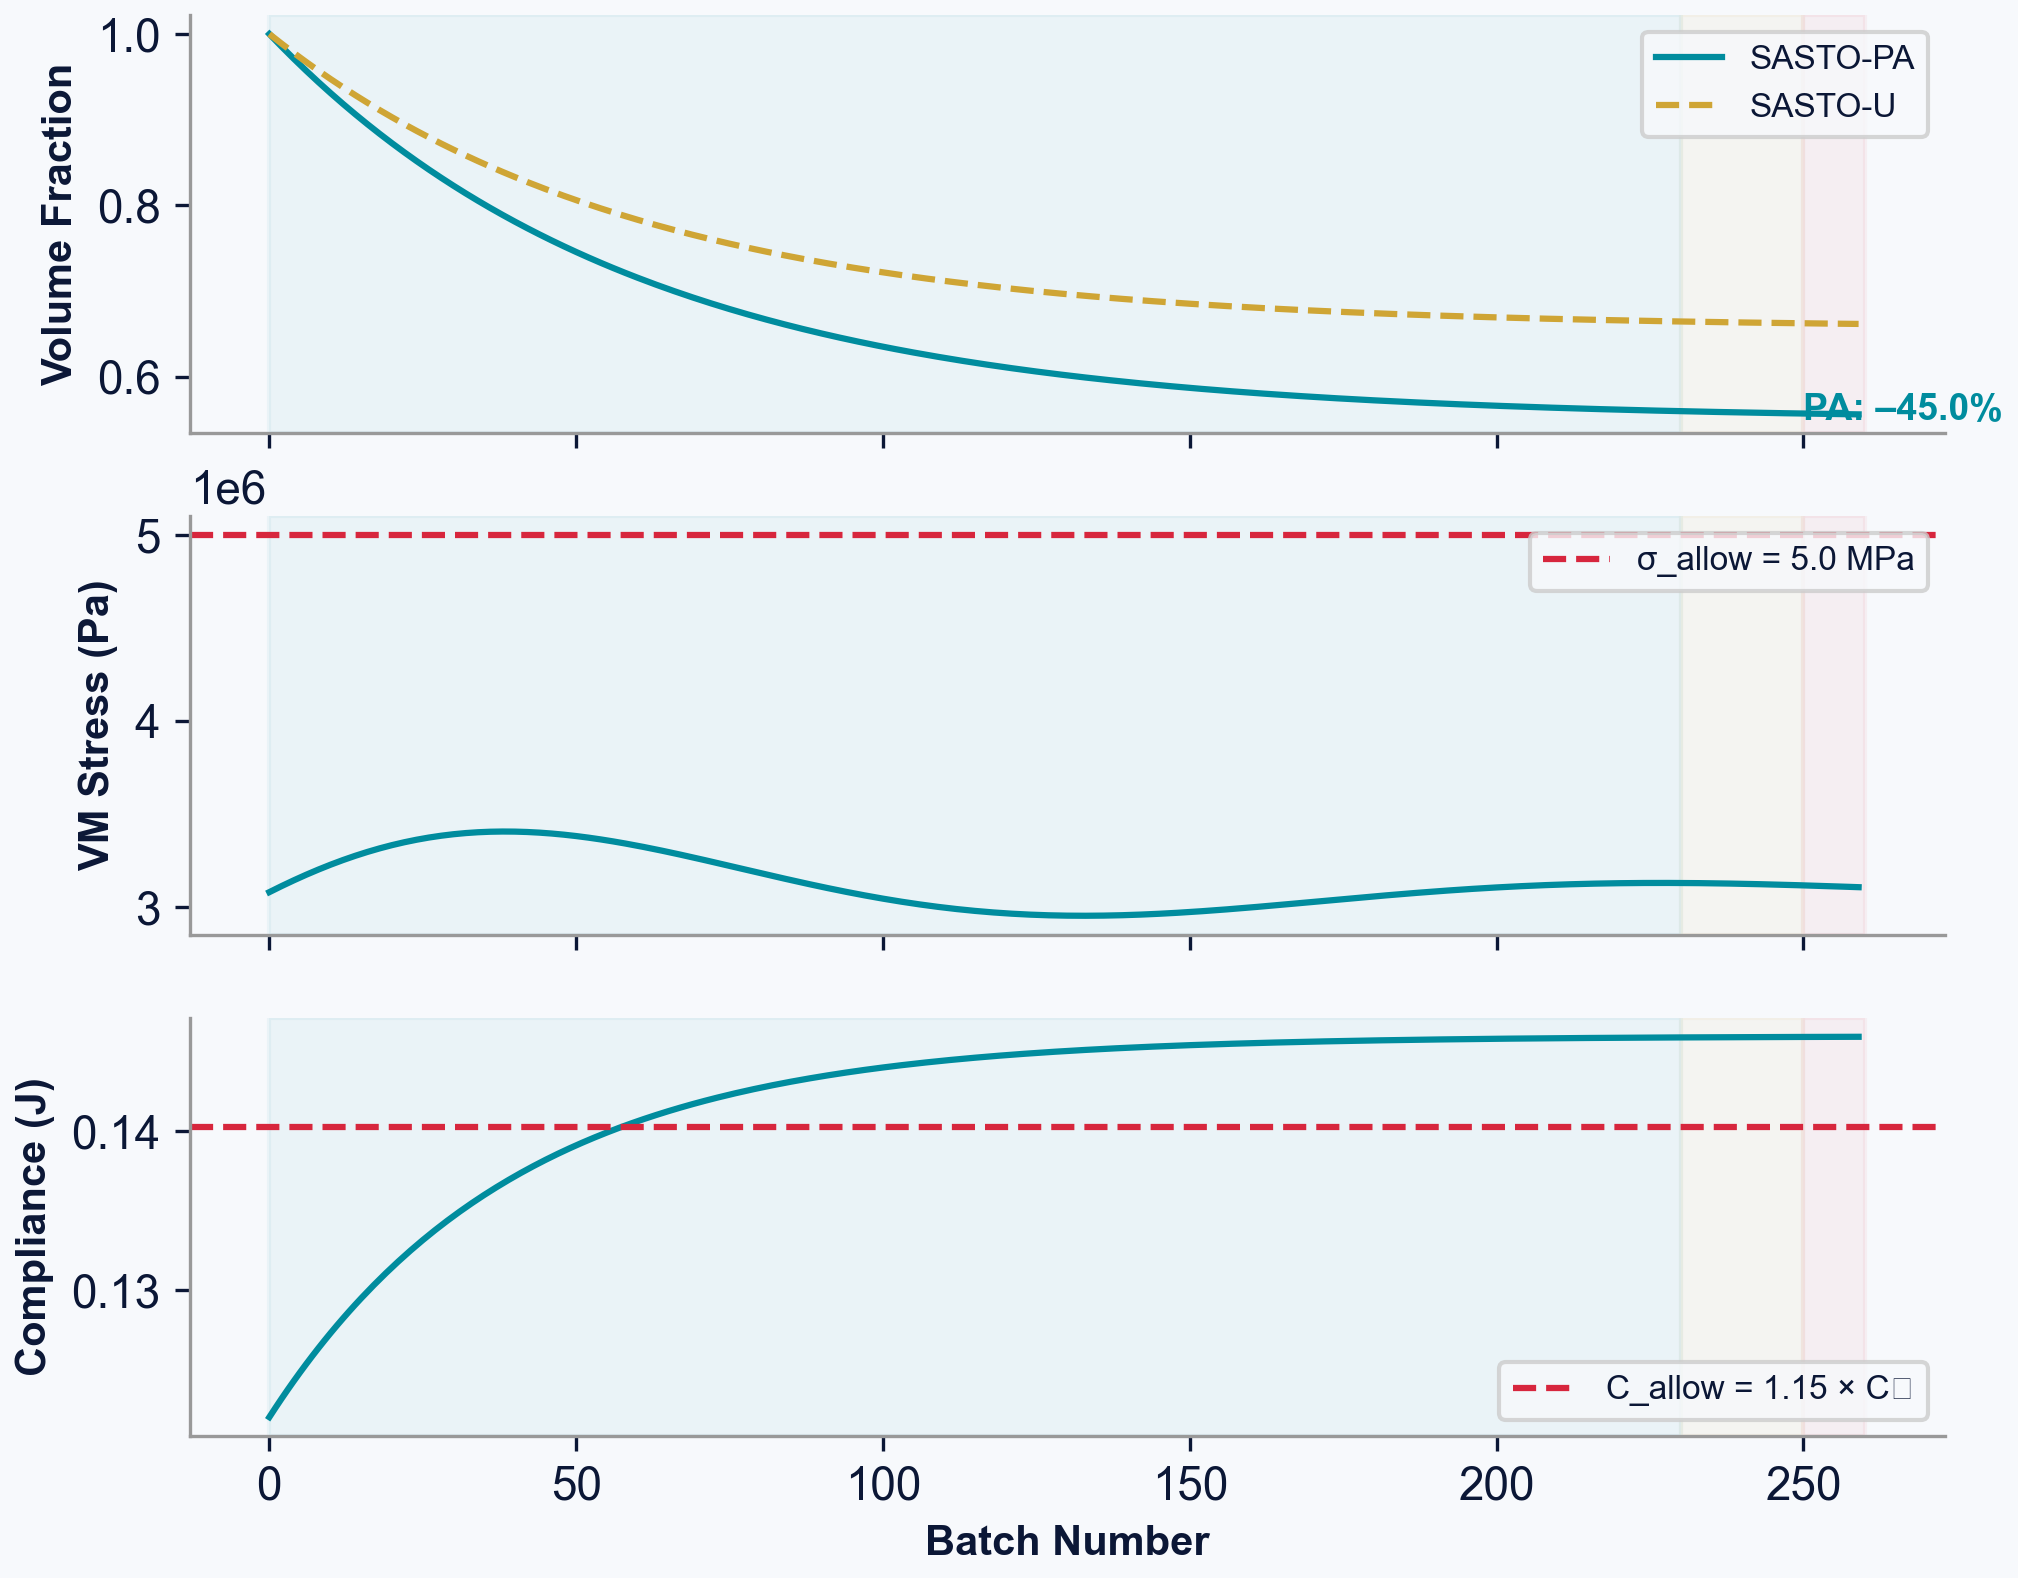 Volume Fraction
1.0
0.8
0.6
SASTO-PA
SASTO-U
PA: –45.0%
1e6
VM Stress (Pa)
5
4
3
σ_allow = 5.0 MPa
Compliance (J)
0.14
0.13
C_allow = 1.15 × C□
0
50
100
150
200
250
Batch Number